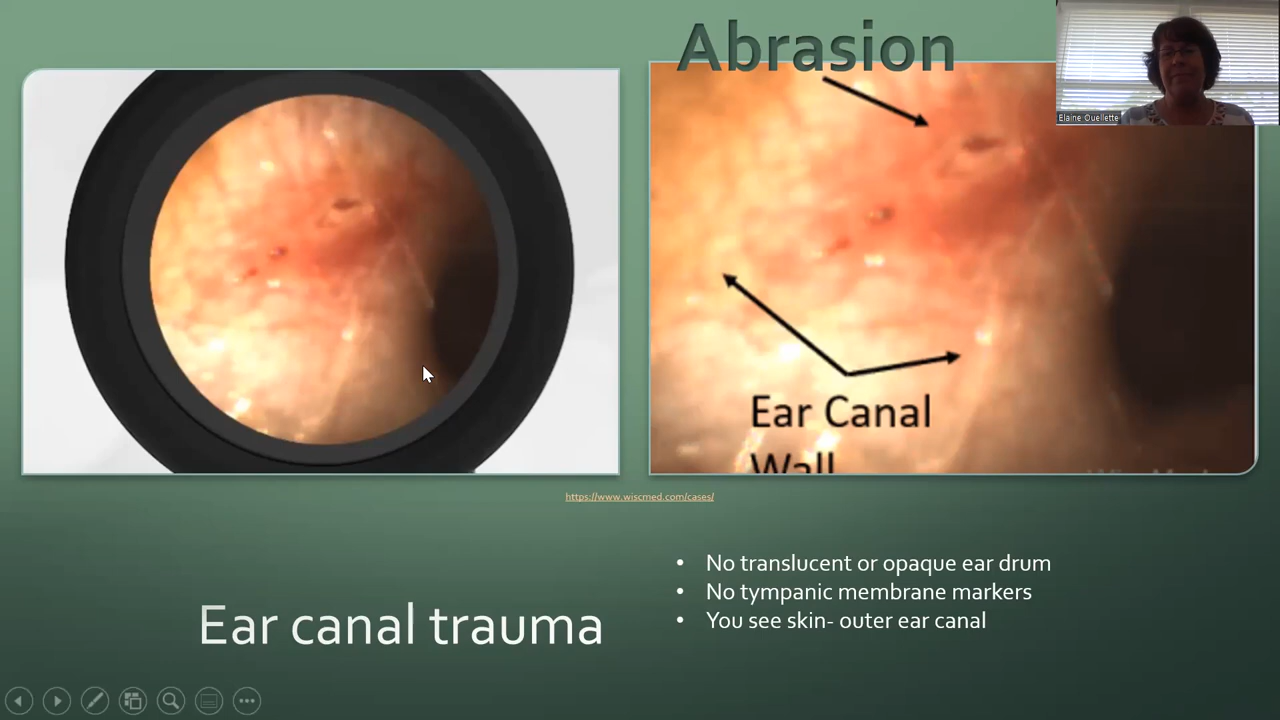 Abrasion
Elaine Ouellette
Ear Canal
Wall
https://www.wiscmed.com/cases/
Ear canal trauma
• No translucent or opaque ear drum
• No tympanic membrane markers
• You see skin- outer ear canal